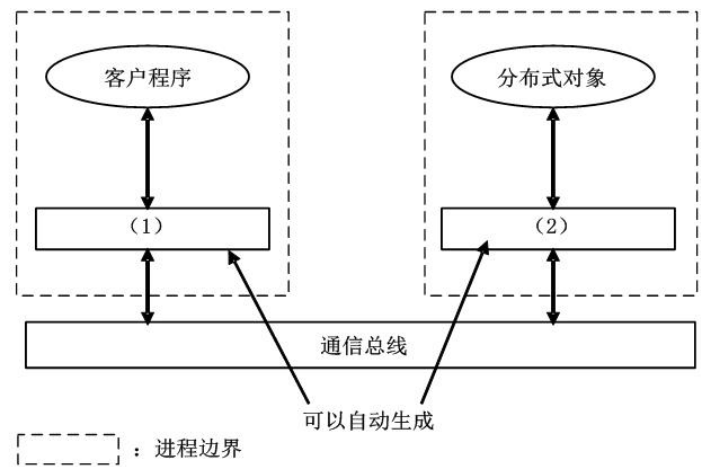 客户程序
分布式对象
（1）
（2）
通信总线
可以自动生成
：进程边界